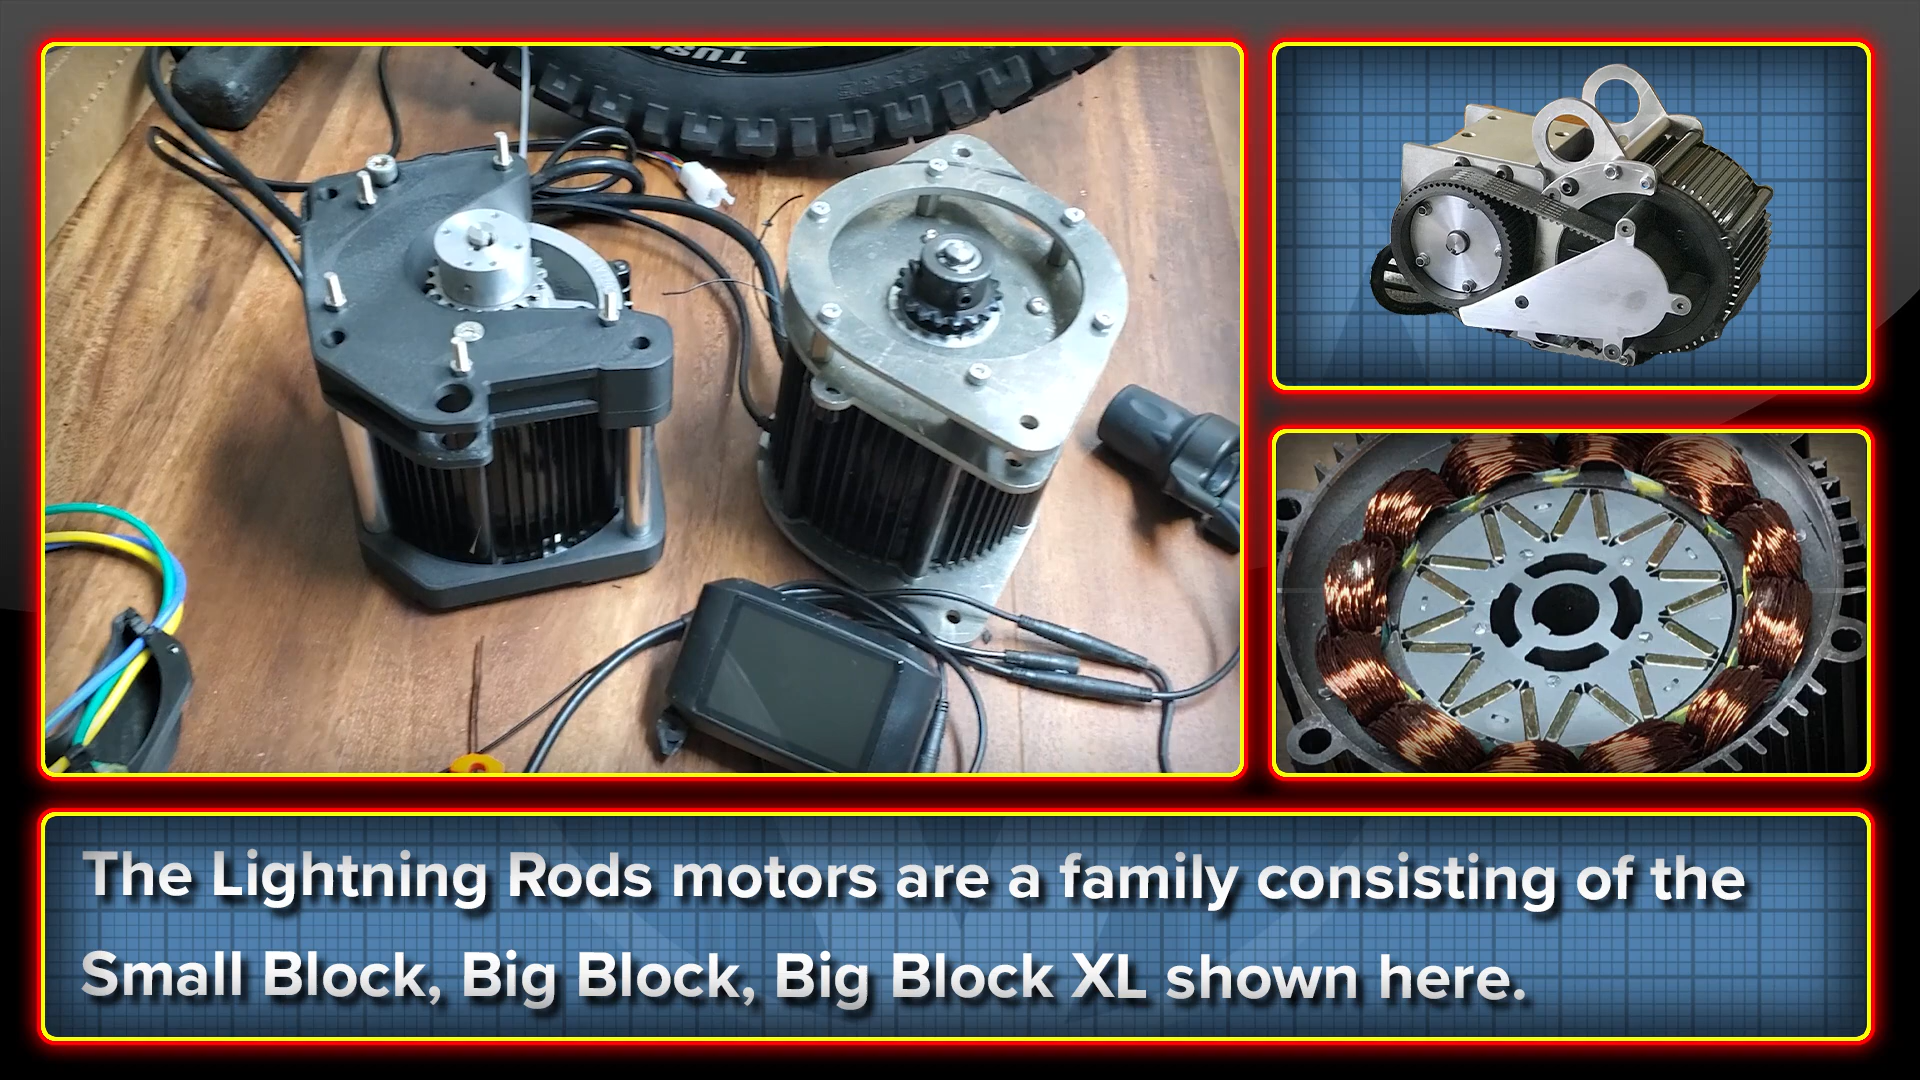 The Lightning Rods motors are a family consisting of the
Small Block, Big Block, Big Block XL shown here.